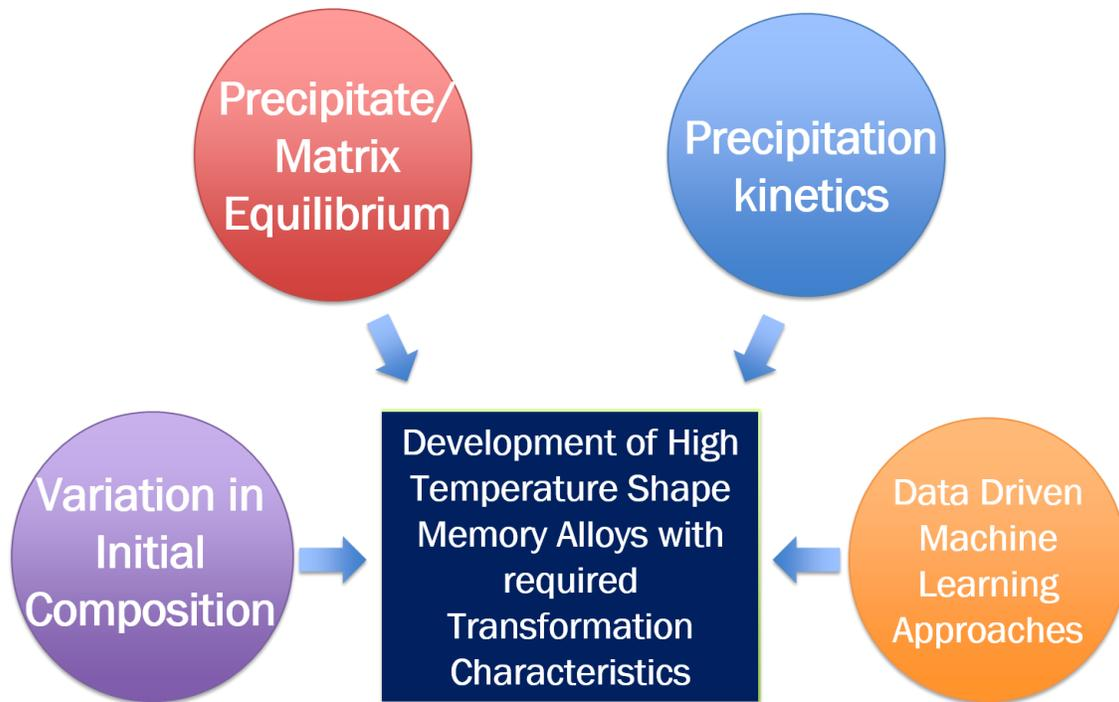 Precipitate/
Matrix
Equilibrium
Precipitation
kinetics
Variation in
Initial
Composition
Development of High
Temperature Shape
Memory Alloys with
required
Transformation
Characteristics
Data Driven
Machine
Learning
Approaches